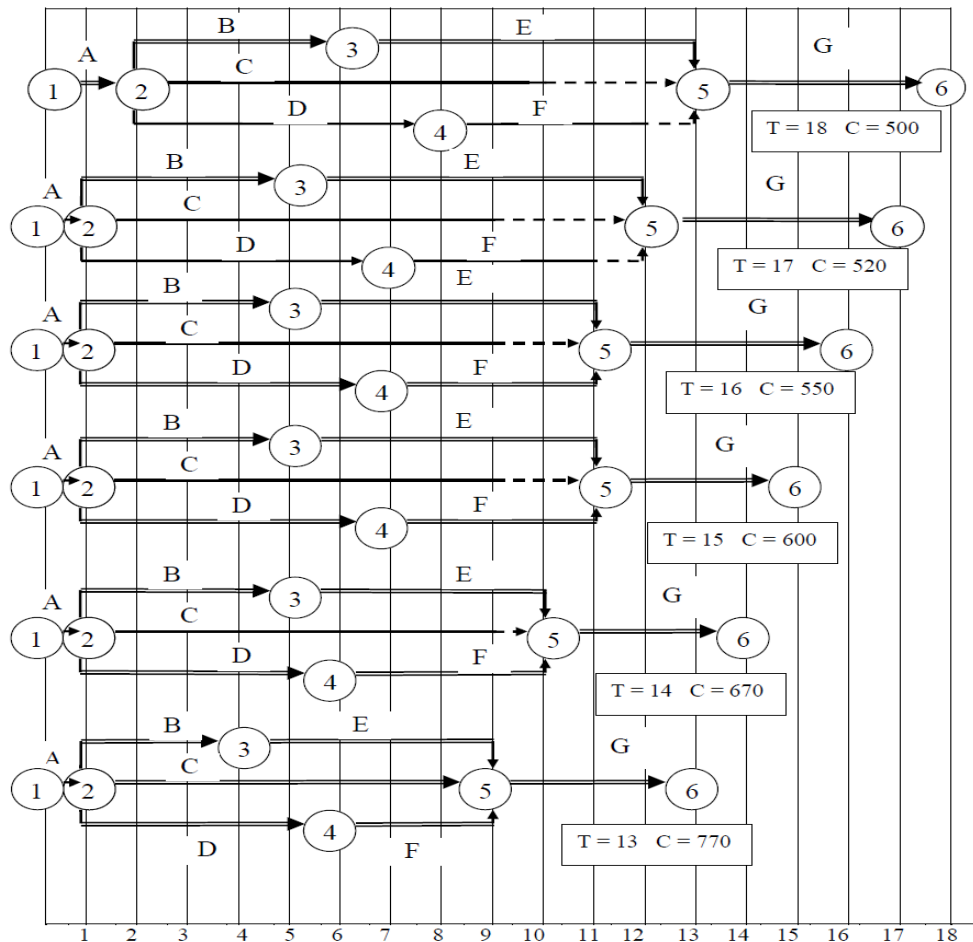 B E G
A C
1 2 3 5 6
D F
4
T = 18 C = 500
B E G
A C
1 2 3 5 6
D F
4
T = 17 C = 520
B E G
A C
1 2 3 5 6
D F
4
T = 16 C = 550
B E G
A C
1 2 3 5 6
D F
4
T = 15 C = 600
B E G
A C
1 2 3 5 6
D F
4
T = 14 C = 670
B E G
A C
1 2 3 5 6
4
D F
T = 13 C = 770
1 2 3 4 5 6 7 8 9 10 11 12 13 14 15 16 17 18